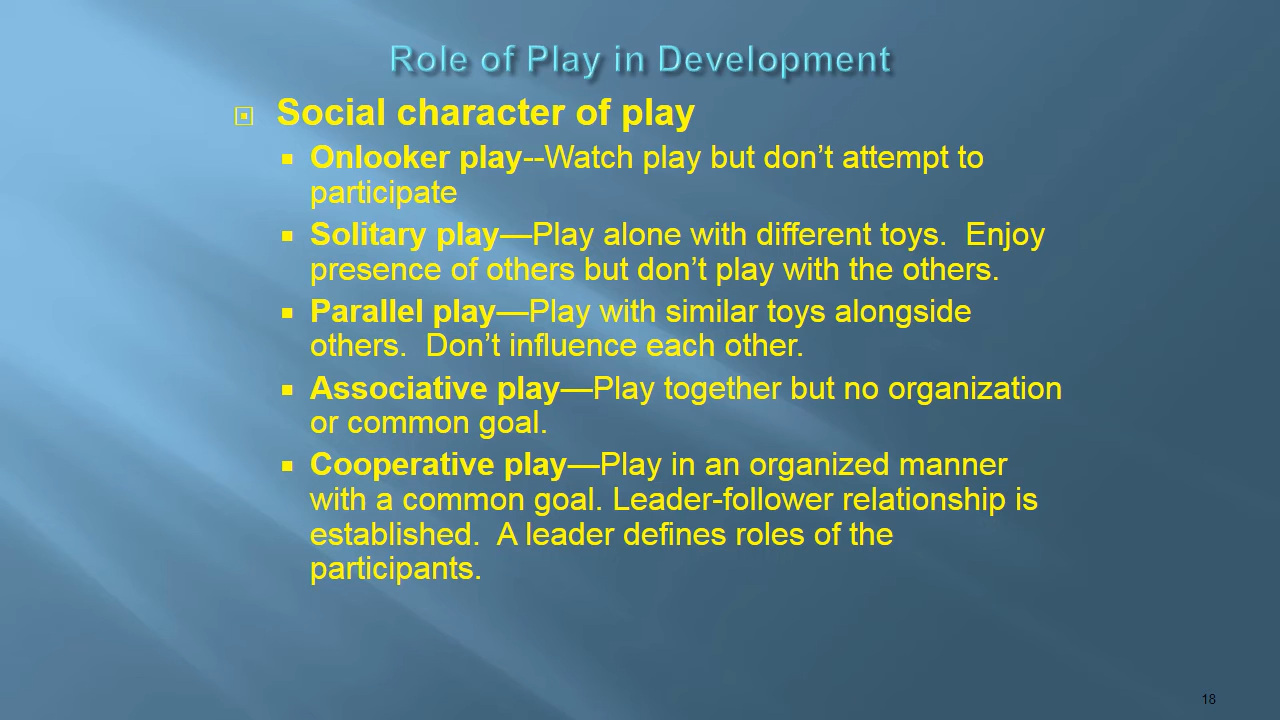 Role of Play in Development
Social character of play
Onlooker play--Watch play but don’t attempt to
participate
Solitary play—Play alone with different toys.  Enjoy
presence of others but don’t play with the others.
Parallel play—Play with similar toys alongside
others.  Don’t influence each other.
Associative play—Play together but no organization
or common goal.
Cooperative play—Play in an organized manner
with a common goal. Leader-follower relationship is
established.  A leader defines roles of the
participants.
18